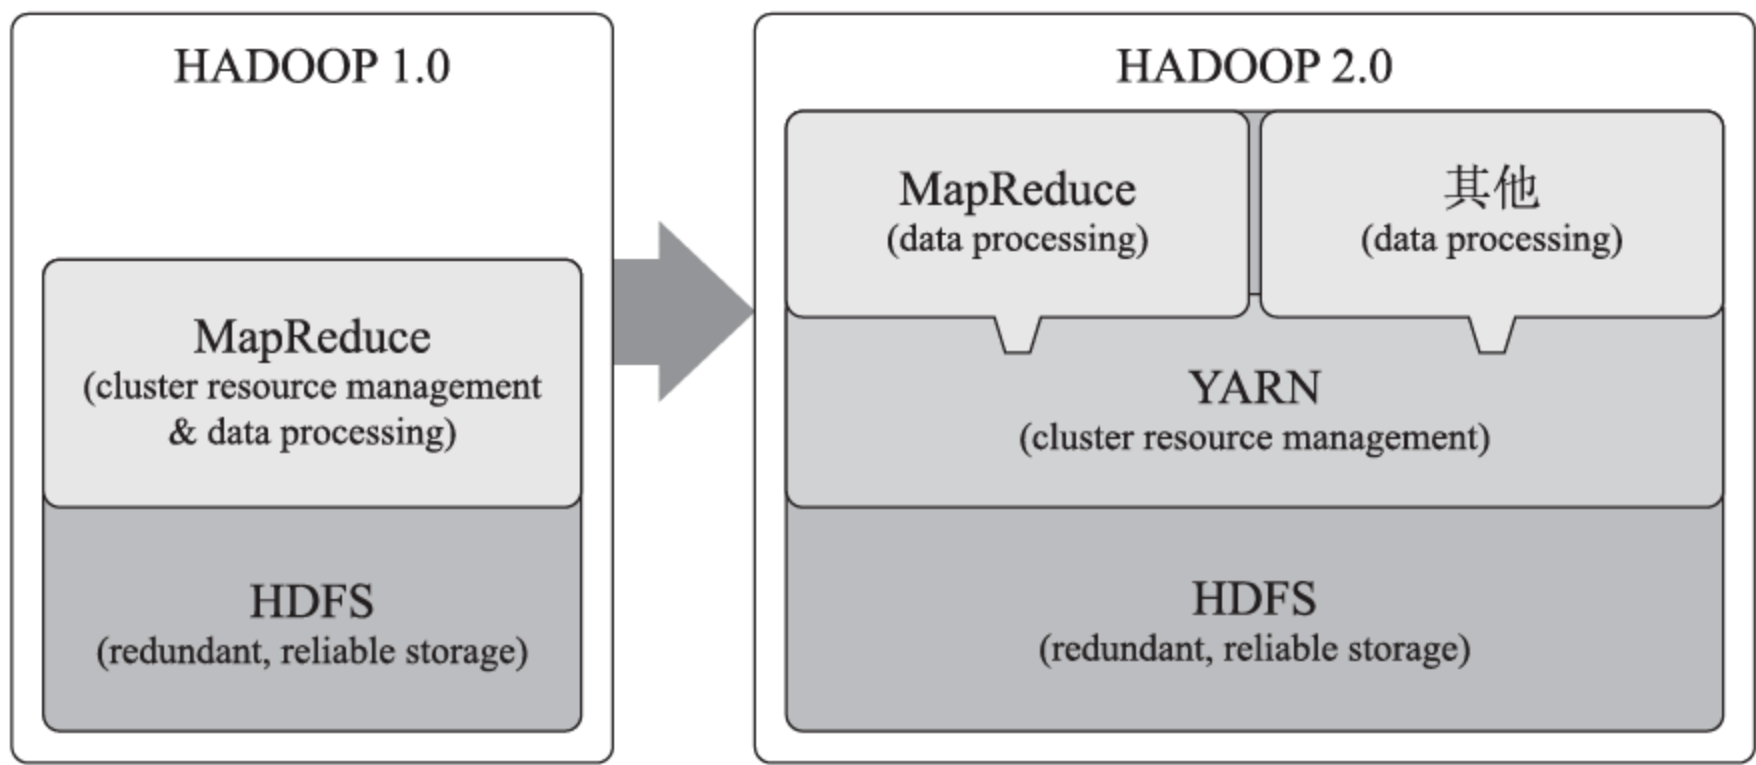 HADOOP 1.0
MapReduce
(cluster resource management
& data processing)
HDFS
(redundant, reliable storage)
HADOOP 2.0
MapReduce
(data processing)
其他
(data processing)
YARN
(cluster resource management)
HDFS
(redundant, reliable storage)